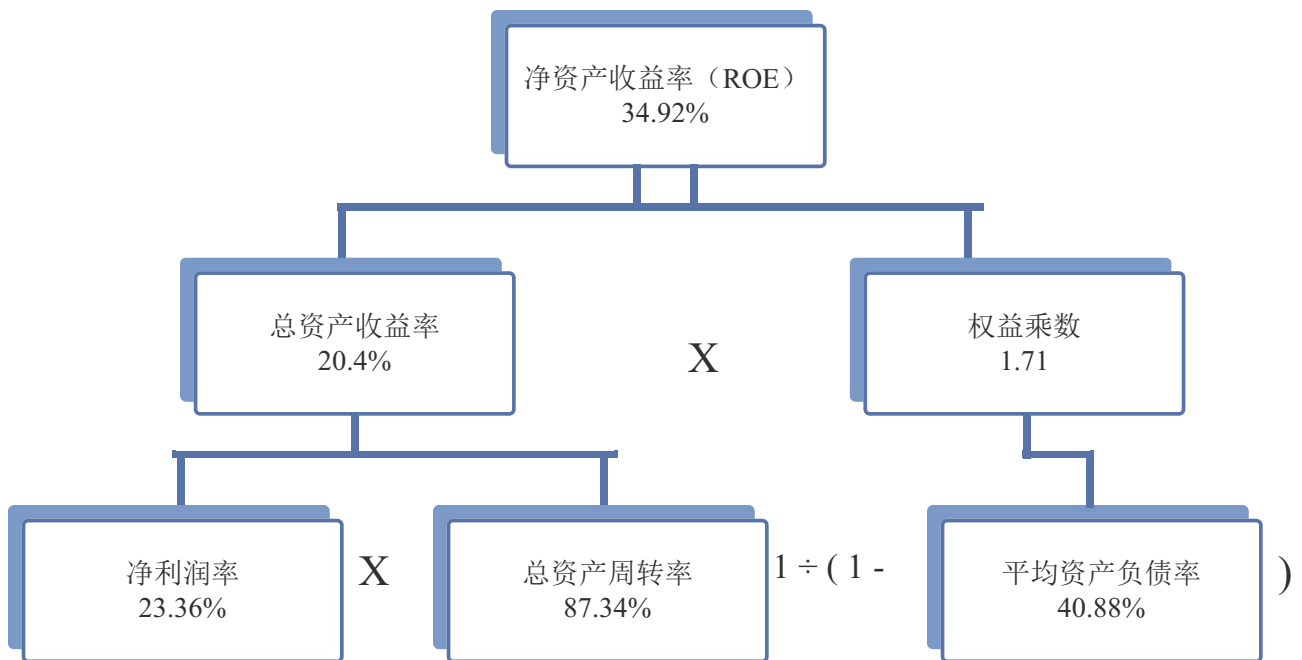 净资产收益率（ROE）
34.92%
总资产收益率
20.4%
X
权益乘数
1.71
净利润率
23.36%
X
总资产周转率
87.34%
1 ÷ ( 1 -
平均资产负债率
40.88%
)